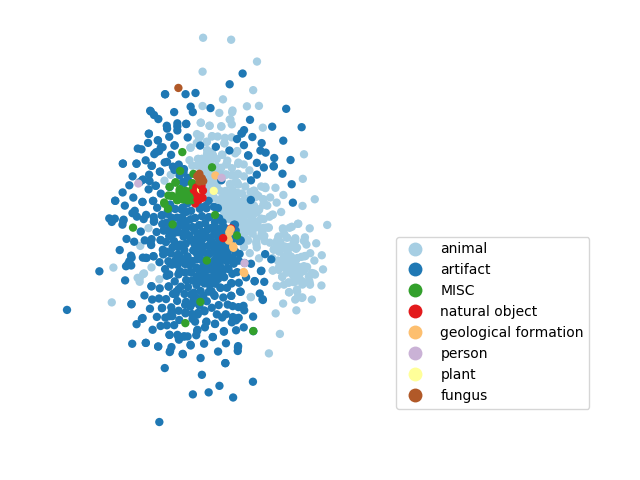 animal
artifact
MISC
natural object
geological formation
person
plant
fungus